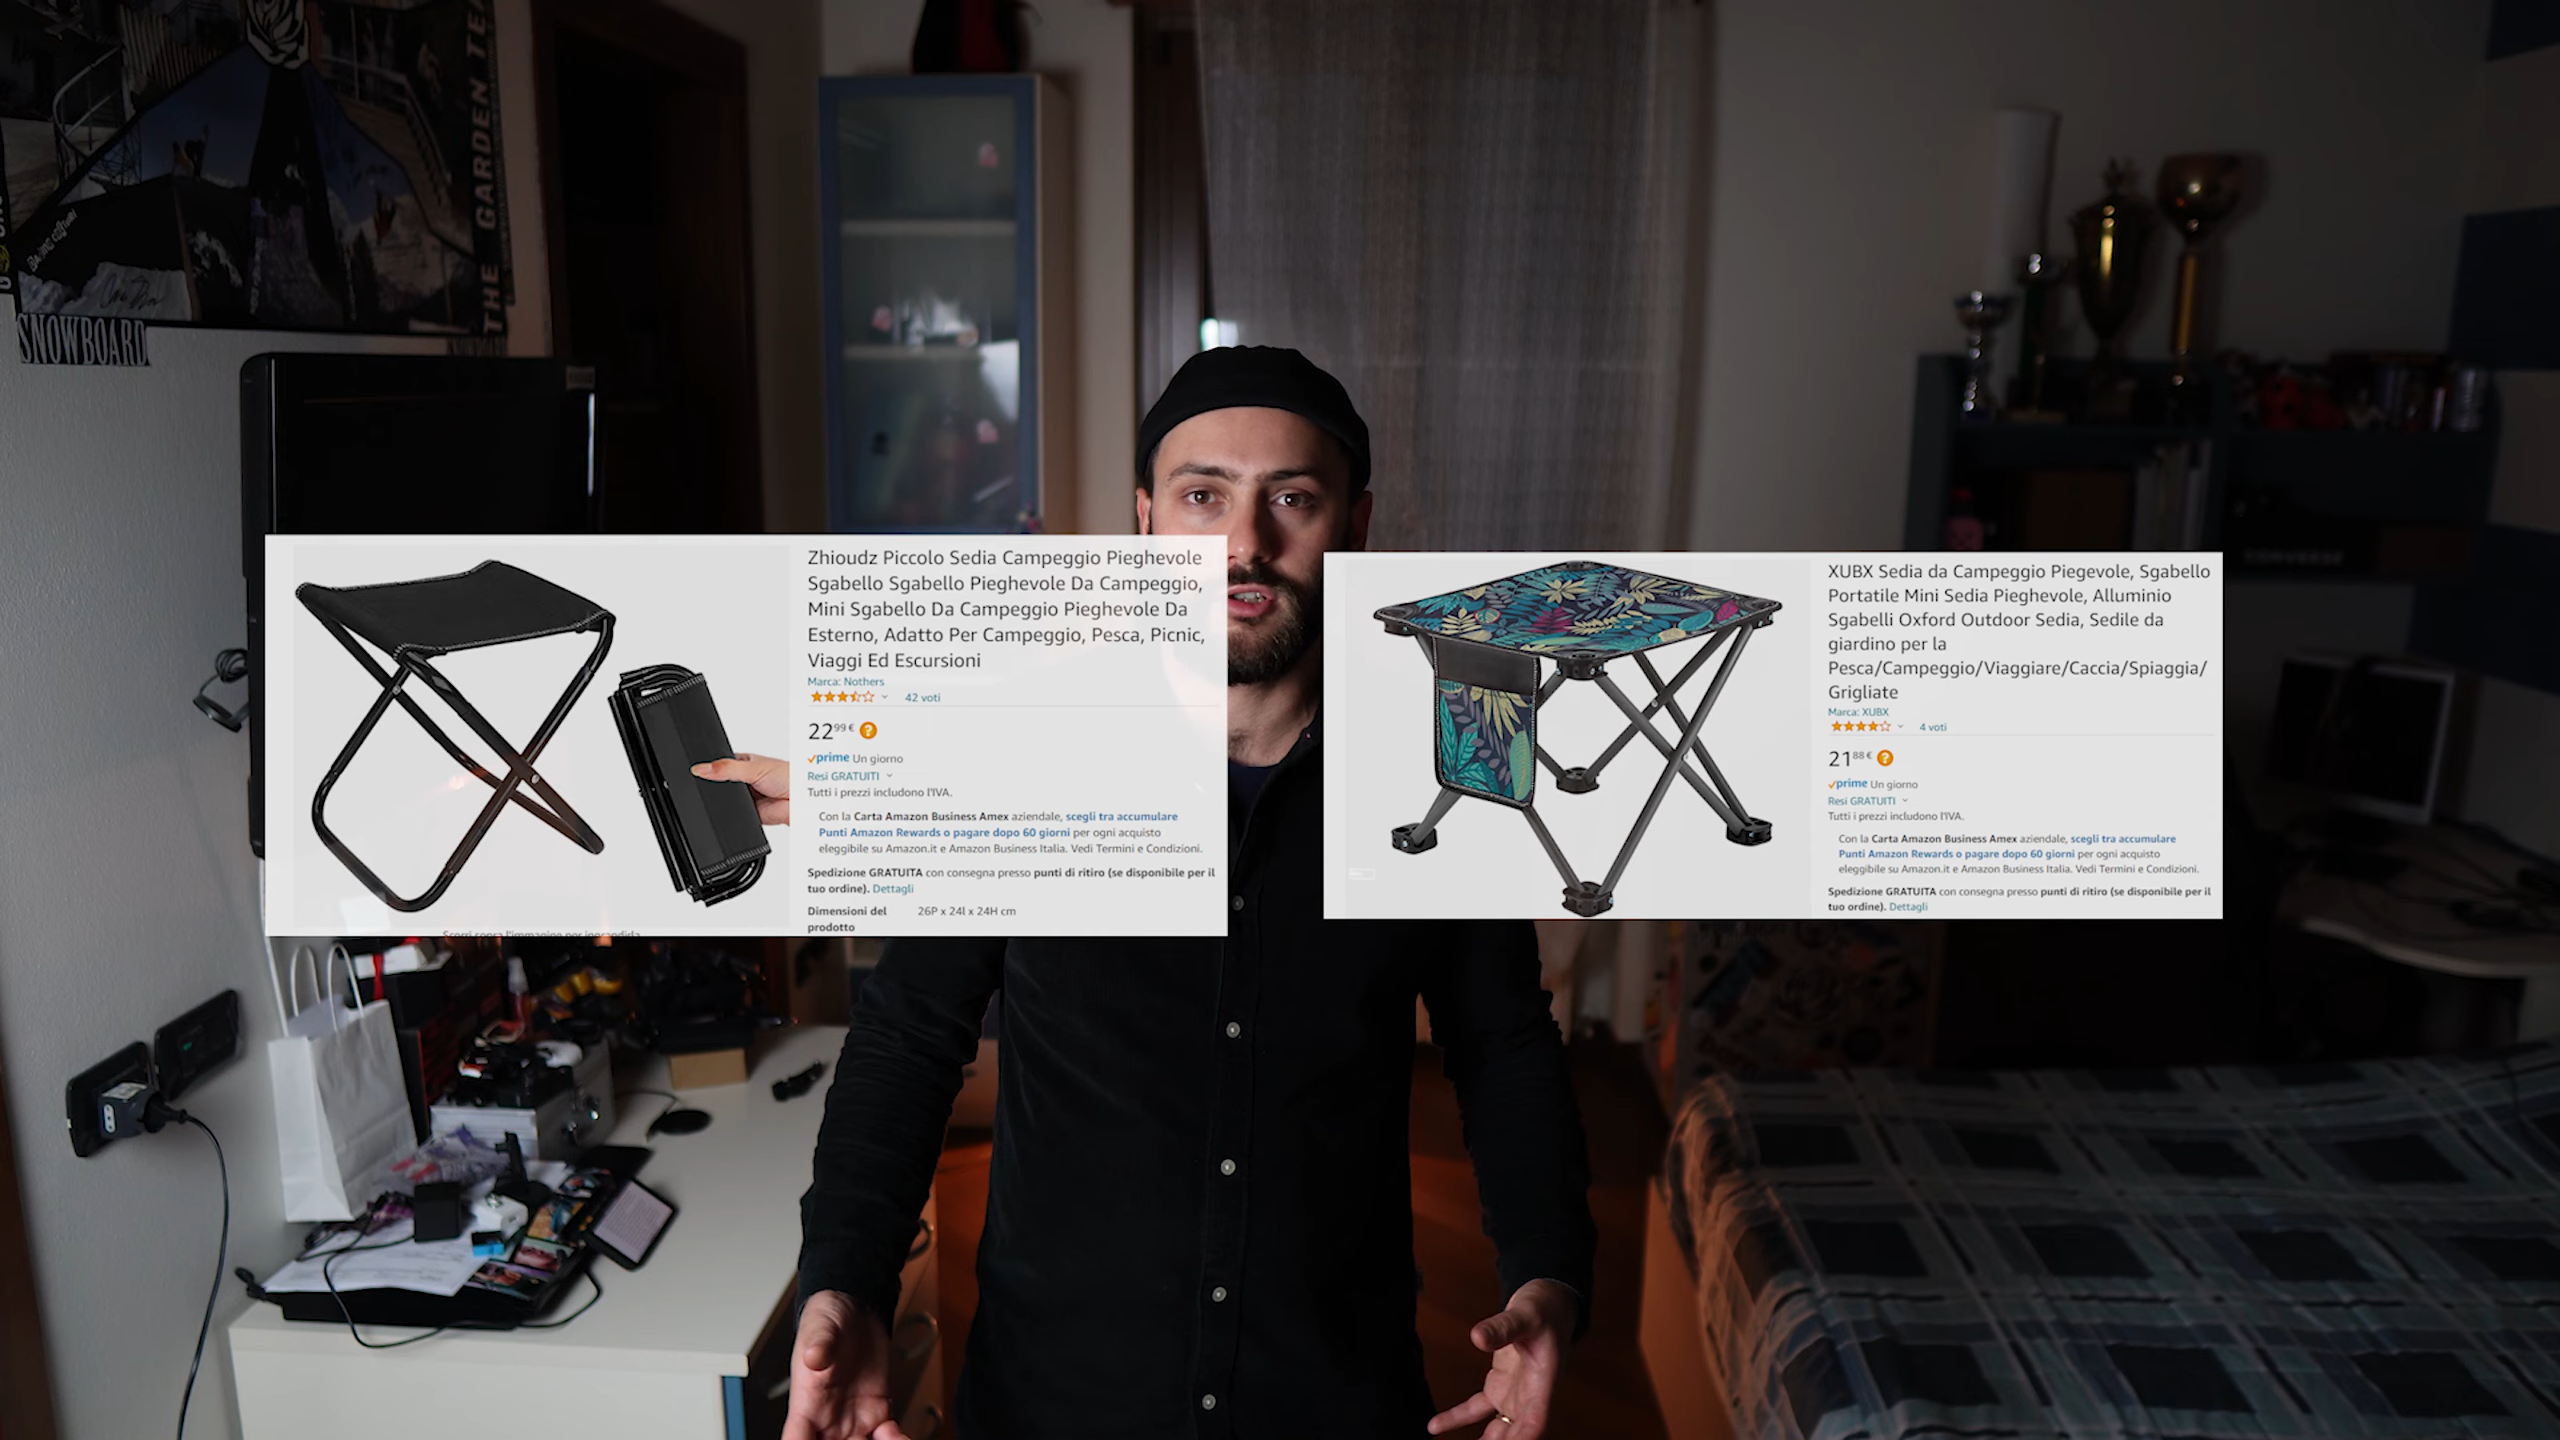 THE GARDEN
SNOWBOARD
Zhioudz Piccolo Sedia Campeggio Pieghevole
Sgabello Sgabello Pieghevole Da Campeggio,
Mini Sgabello Da Campeggio Pieghevole Da
Esterno, Adatto Per Campeggio, Pesca, Picnic,
Viaggi Ed Escursioni
Marca: Nothers
42 voti
22⁹⁹ €
prime Un giorno
Resi GRATUITI
Tutti i prezzi includono l'IVA.
Con la Carta Amazon Business Amex aziendale, scegli tra accumulare
Punti Amazon Rewards o pagare dopo 60 giorni per ogni acquisto
eleggibile su Amazon.it e Amazon Business Italia. Vedi Termini e Condizioni.
Spedizione GRATUITA con consegna presso punti di ritiro (se disponibile per il
tuo ordine). Dettagli
Dimensioni del 26P x 24l x 24H cm
prodotto
Scorri sopra l'immagine per ingrandirla
XUBX Sedia da Campeggio Piegevole, Sgabello
Portatile Mini Sedia Pieghevole, Alluminio
Sgabelli Oxford Outdoor Sedia, Sedile da
giardino per la
Pesca/Campeggio/Viaggiare/Caccia/Spiaggia/
Grigliate
Marca: XUBX
4 voti
21⁸⁸ €
prime Un giorno
Resi GRATUITI
Tutti i prezzi includono l'IVA.
Con la Carta Amazon Business Amex aziendale, scegli tra accumulare
Punti Amazon Rewards o pagare dopo 60 giorni per ogni acquisto
eleggibile su Amazon.it e Amazon Business Italia. Vedi Termini e Condizioni.
Spedizione GRATUITA con consegna presso punti di ritiro (se disponibile per il
tuo ordine). Dettagli
CONVERSE